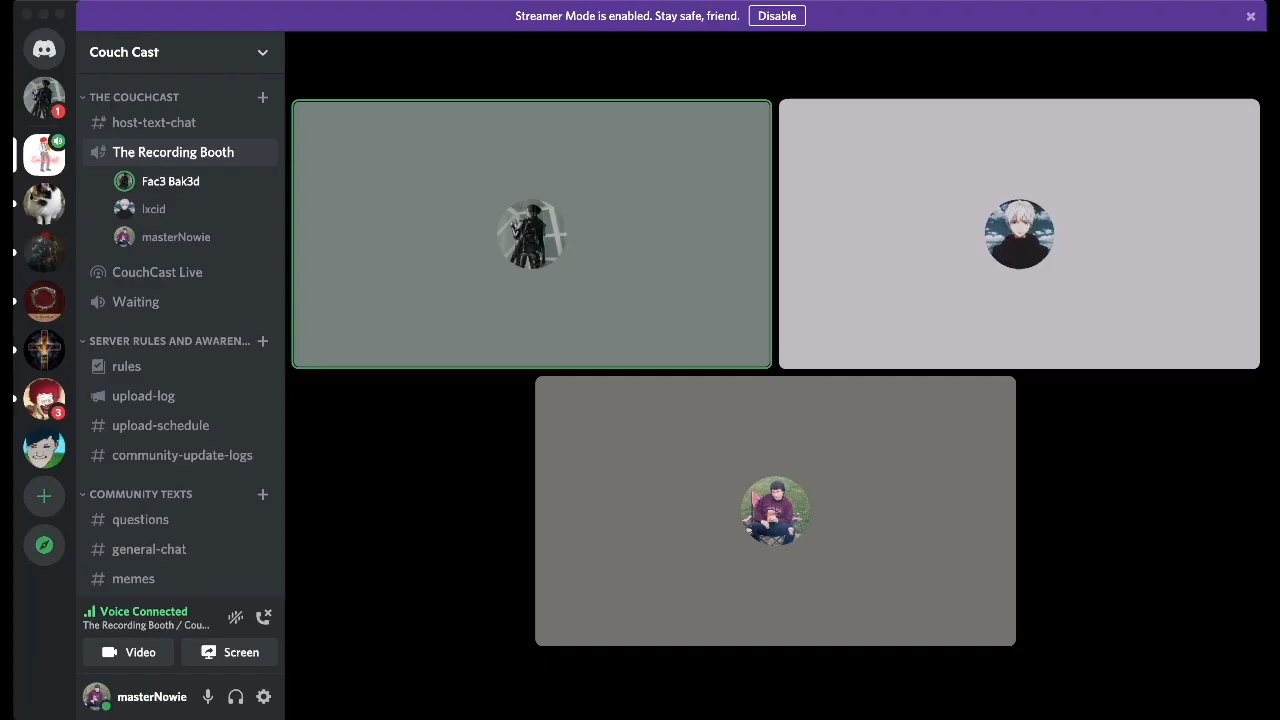 Streamer Mode is enabled. Stay safe, friend.
Disable
Couch Cast
THE COUCHCAST
host-text-chat
The Recording Booth
Fac3 Bak3d
lxcid
masterNowie
CouchCast Live
Waiting
SERVER RULES AND AWAREN...
rules
upload-log
upload-schedule
community-update-logs
COMMUNITY TEXTS
questions
general-chat
memes
Voice Connected
The Recording Booth / Cou...
Video
Screen
masterNowie
1
3